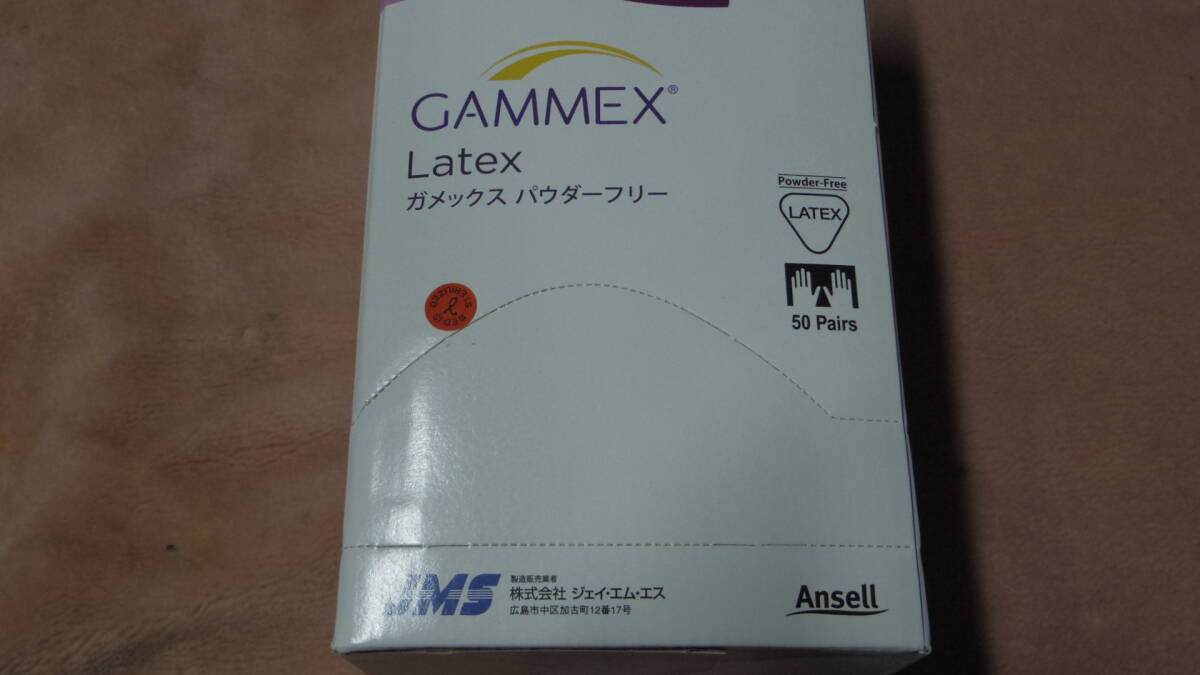 GAMMEX®
Latex
ガメックス パウダーフリー
Powder-Free
LATEX
50 Pairs
STERILIZED
JMS
製造販売業者
株式会社 ジェイ・エム・エス
広島市中区加古町12番17号
Ansell